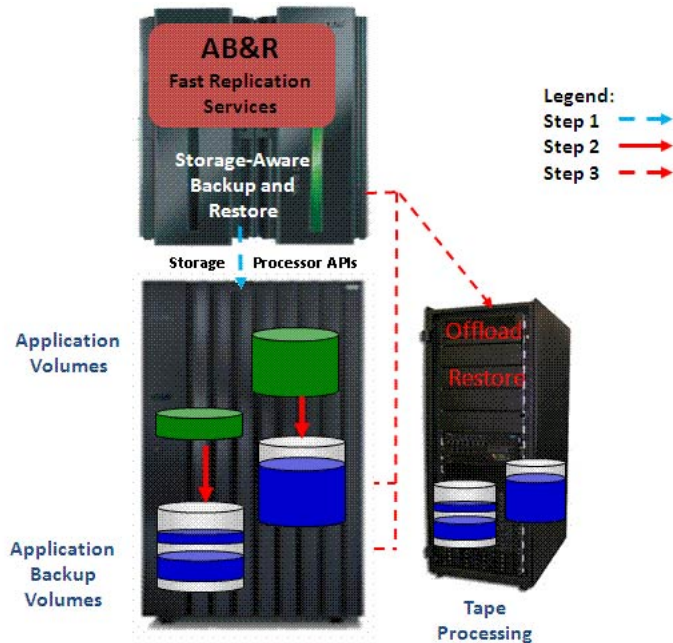 AB&R
Fast Replication
Services
Storage-Aware
Backup and
Restore
Legend:
Step 1
Step 2
Step 3
Storage Processor APIs
Application
Volumes
Offload
Restore
Application
Backup
Volumes
Tape
Processing